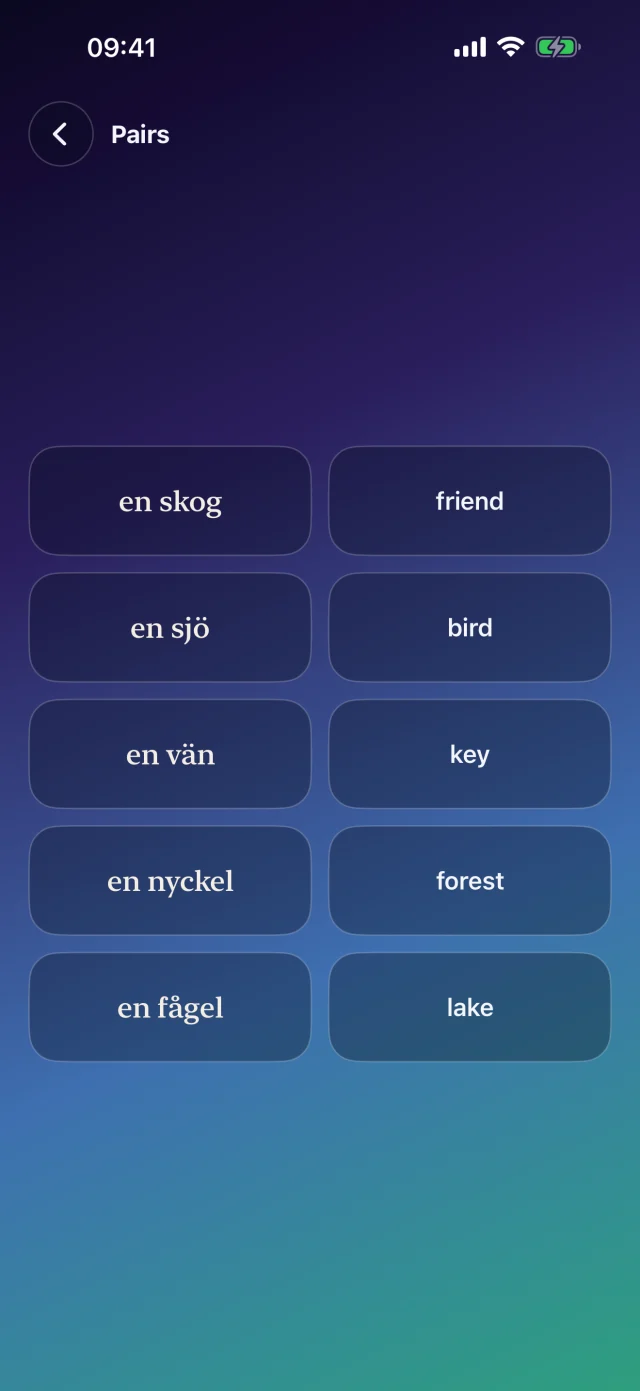 09:41
Pairs
en skog
friend
en sjö
bird
en vän
key
en nyckel
forest
en fågel
lake